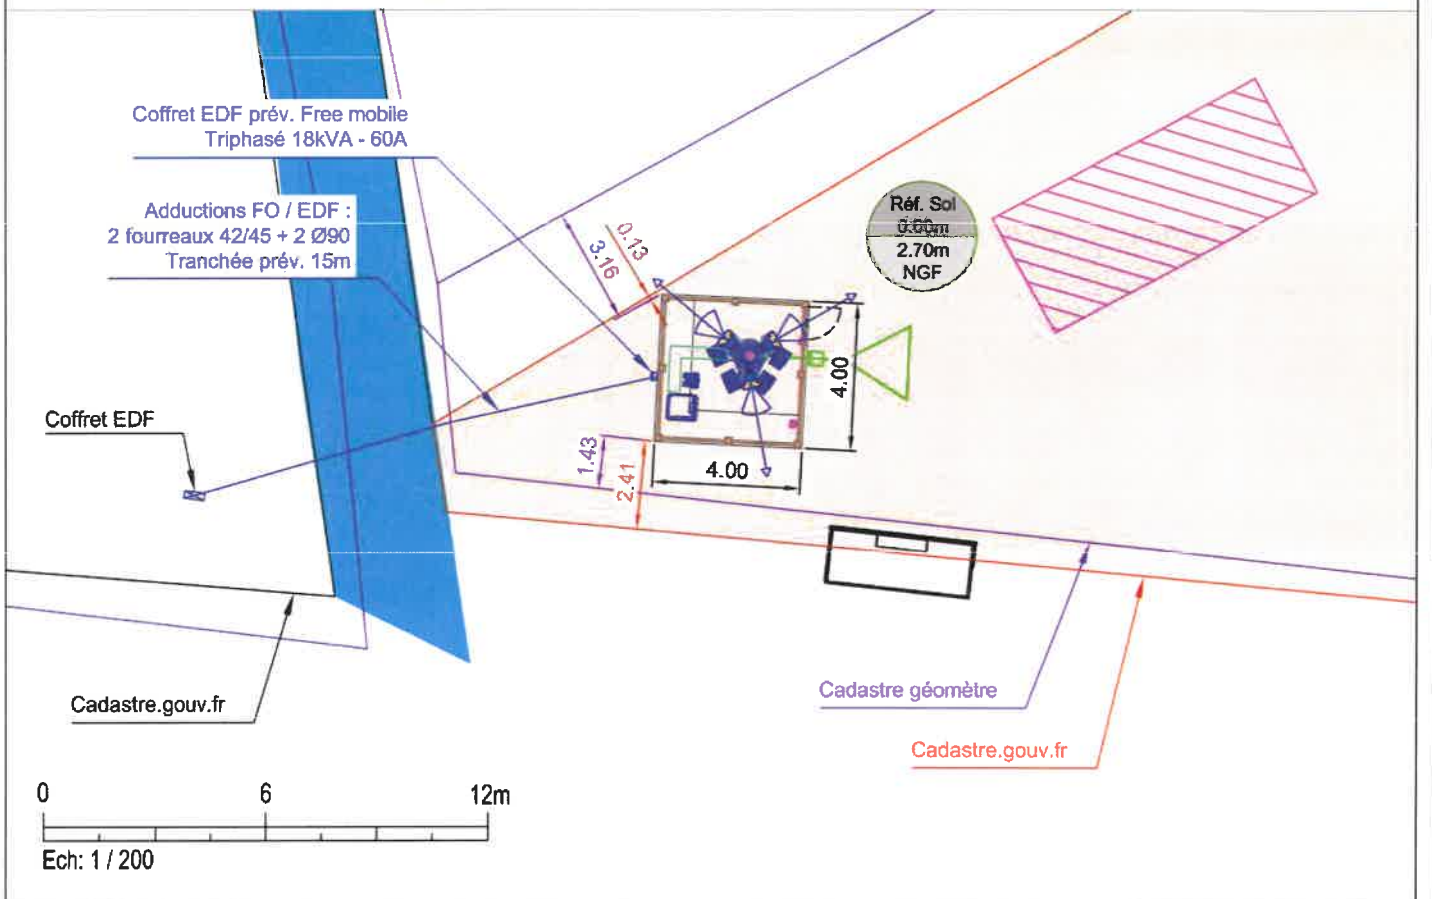 Coffret EDF prév. Free mobile
Triphasé 18kVA - 60A
Adductions FO / EDF :
2 fourreaux 42/45 + 2 Ø90
Tranchée prév. 15m
Réf. Sol
0.00m
2.70m
NGF
0.13
3.16
4.00
Coffret EDF
1.43
2.41
4.00
Cadastre.gouv.fr
Cadastre géomètre
Cadastre.gouv.fr
0 6 12m
Ech: 1 / 200